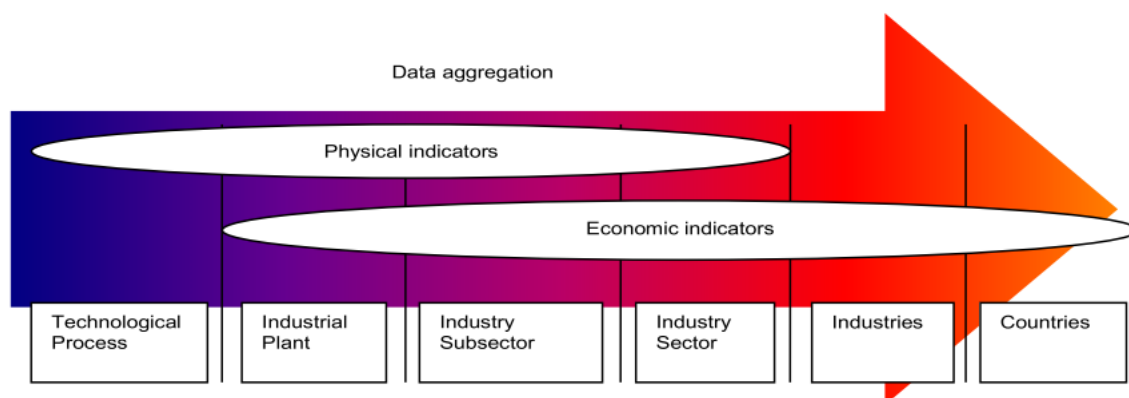 Data aggregation
Physical indicators
Economic indicators
Technological
Process
Industrial
Plant
Industry
Subsector
Industry
Sector
Industries
Countries